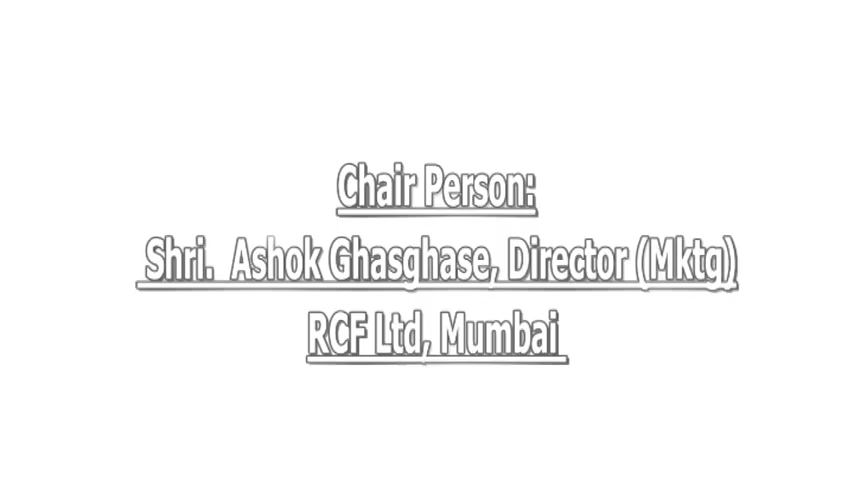 Chair Person:
Shri.  Ashok Ghasghase, Director (Mktg)
RCF Ltd, Mumbai